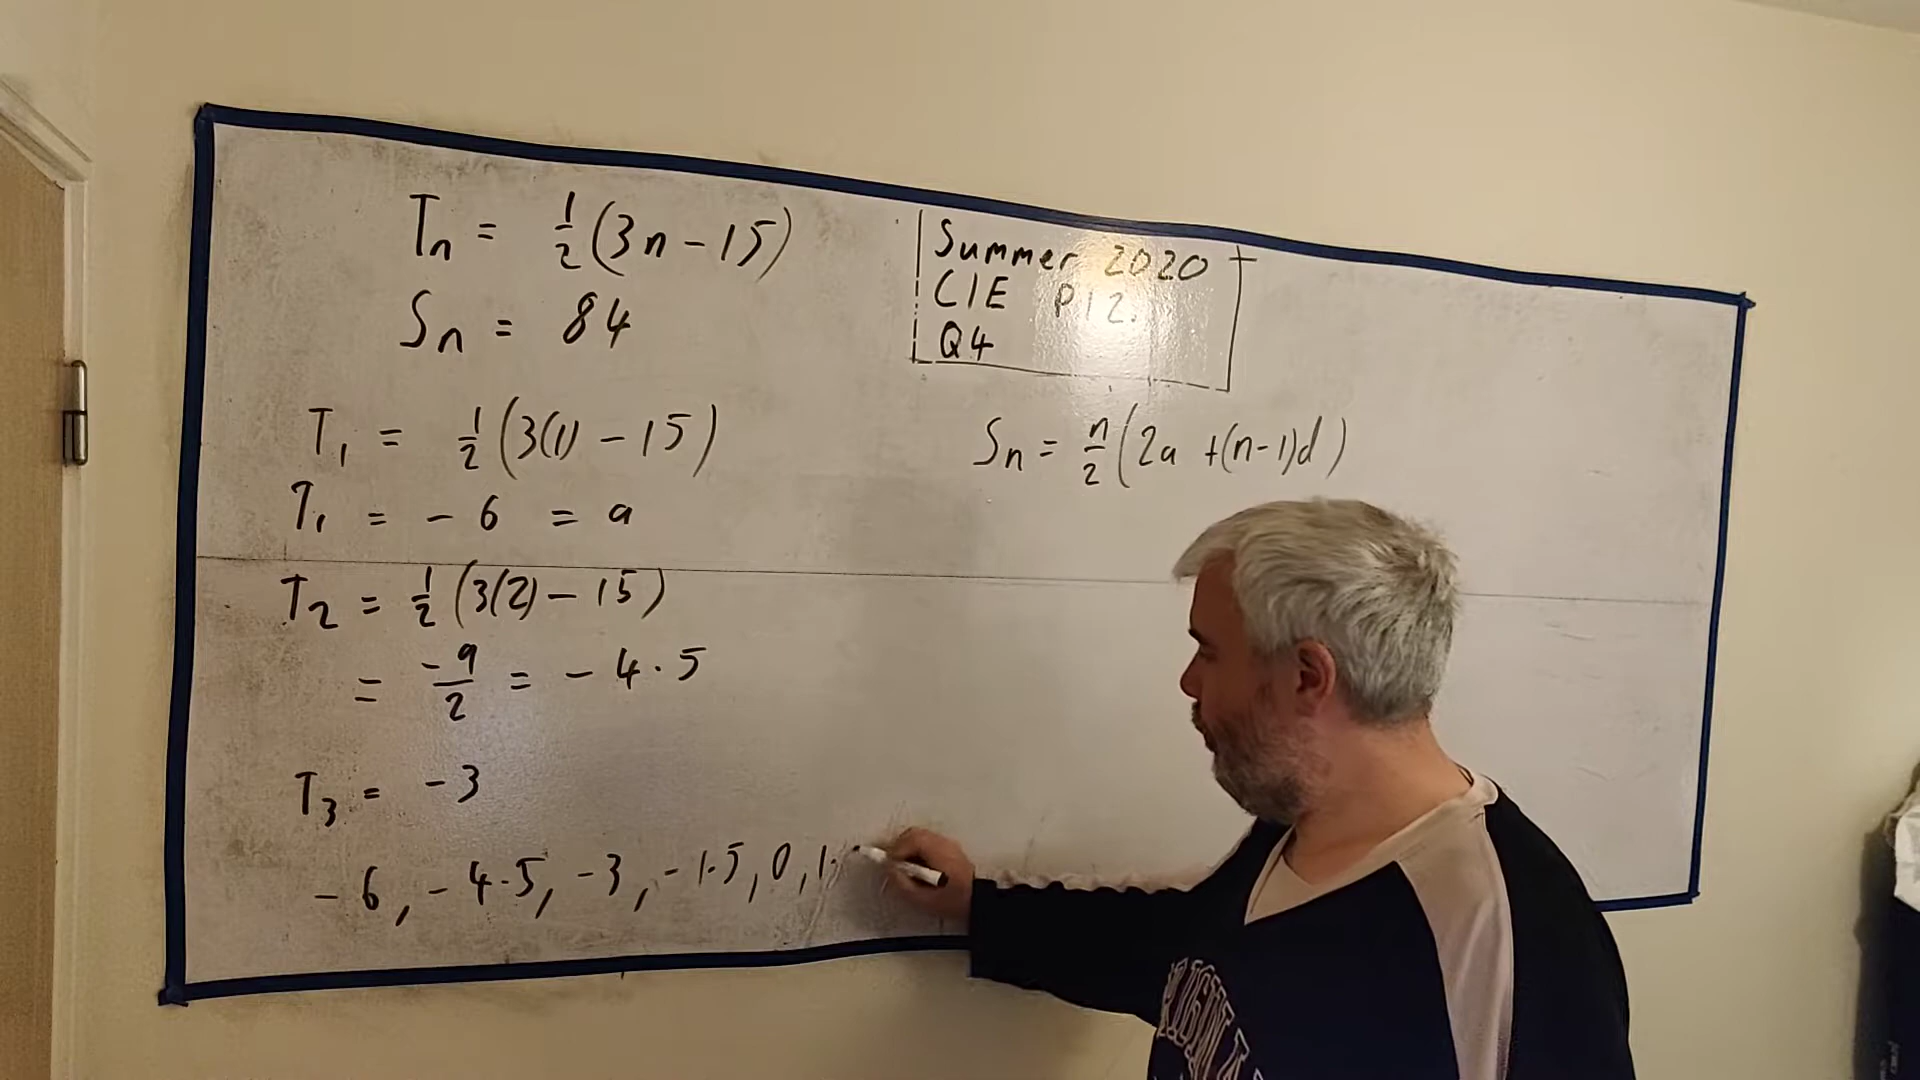 Tn = 1/2 (3n - 15)
Sn = 84
Summer 2020
CIE P12.
Q4
T1 = 1/2 (3(1) - 15)
T1 = - 6 = a
Sn = n/2 (2a + (n-1)d)
T2 = 1/2 (3(2) - 15)
= -9/2 = - 4.5
T3 = - 3
- 6, - 4.5, - 3, - 1.5, 0, 1.